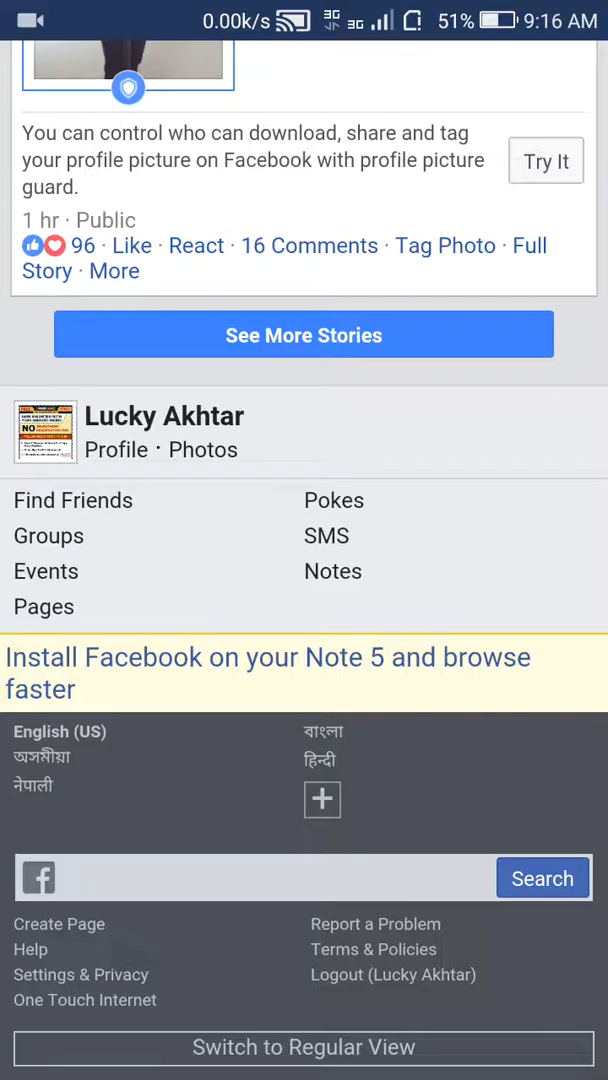 0.00k/s 3G 3G 51% 9:16 AM
You can control who can download, share and tag
your profile picture on Facebook with profile picture
guard.
Try It
1 hr · Public
96 · Like · React · 16 Comments · Tag Photo · Full
Story · More
See More Stories
Lucky Akhtar
Profile · Photos
Find Friends
Pokes
Groups
SMS
Events
Notes
Pages
Install Facebook on your Note 5 and browse
faster
English (US)
বাংলা
অসমীয়া
हिन्दी
नेपाली
+
Search
Create Page
Report a Problem
Help
Terms & Policies
Settings & Privacy
Logout (Lucky Akhtar)
One Touch Internet
Switch to Regular View